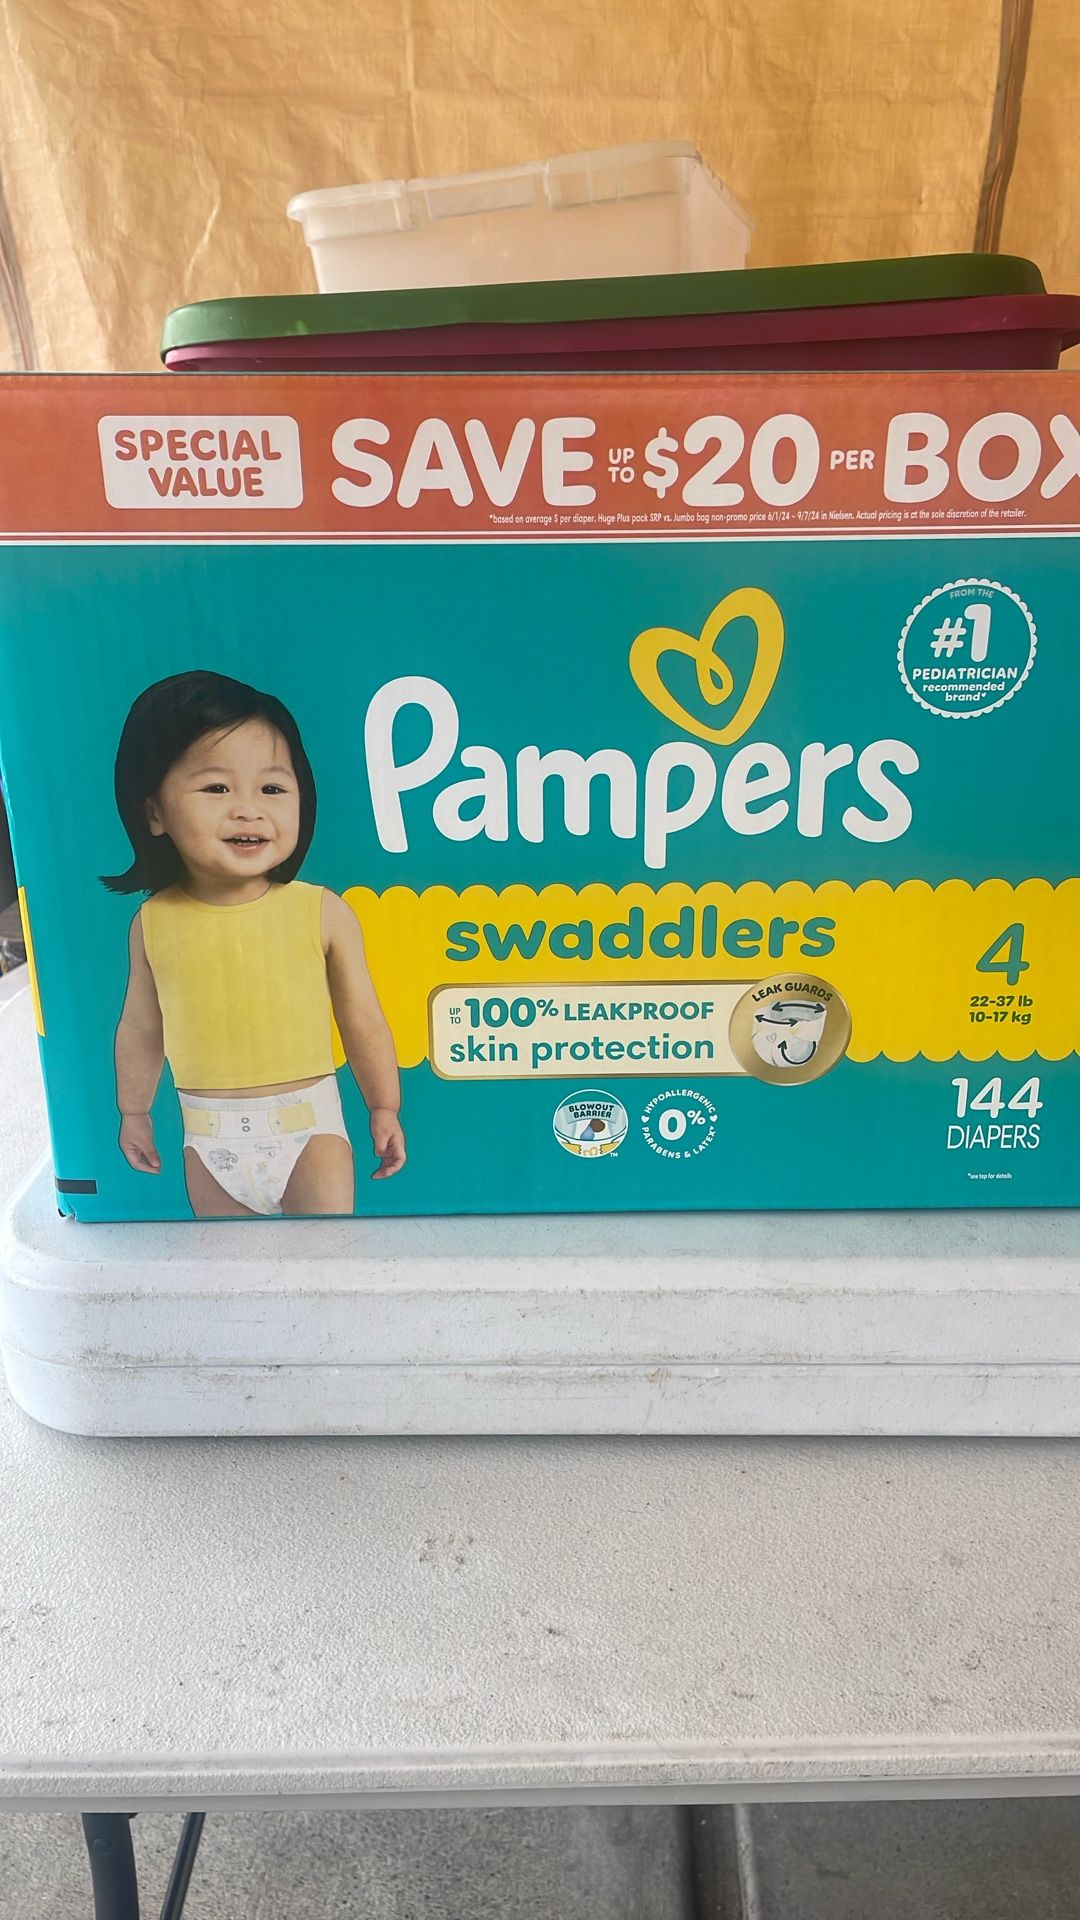 SPECIAL
VALUE
SAVE UP TO $20 PER BOX
*based on average $ per diaper. Huge Plus pack SRP vs. Jumbo bag non-promo price 6/1/24 – 9/7/24 in Nielsen. Actual pricing is at the sole discretion of the retailer.
FROM THE
#1
PEDIATRICIAN
recommended
brand*
Pampers
swaddlers
4
22-37 lb
10-17 kg
UP TO 100% LEAKPROOF
skin protection
LEAK GUARDS
BLOWOUT
BARRIER
TM
HYPOALLERGENIC
0%
PARABENS & LATEX*
144
DIAPERS
*see top for details